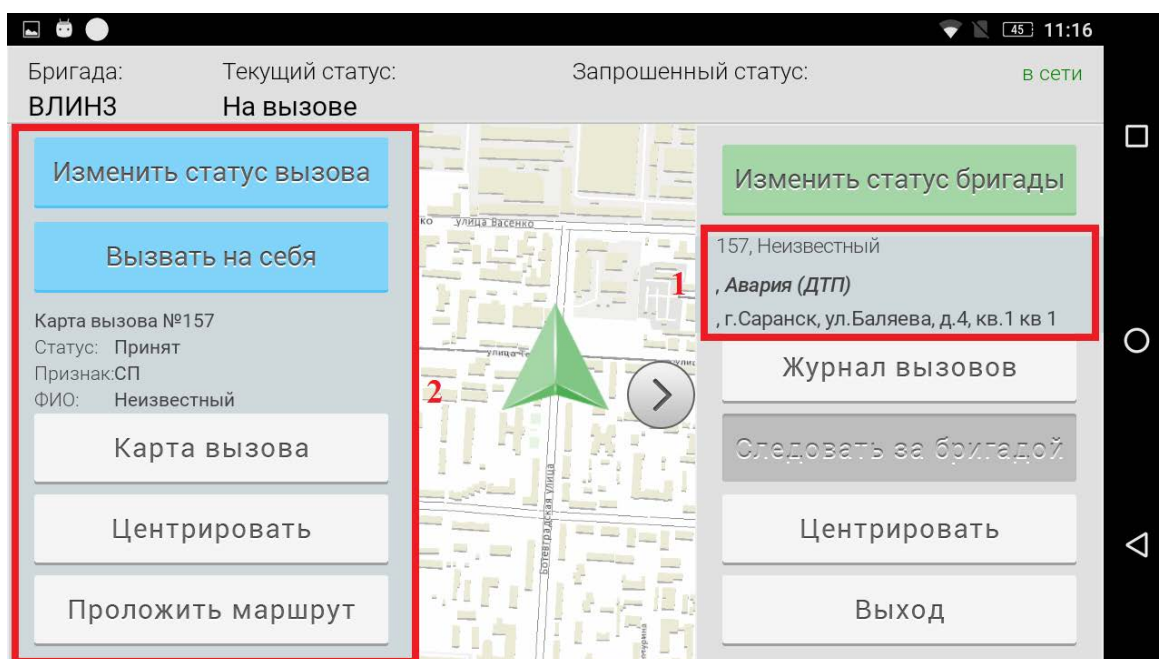 45 11:16
Бригада: Текущий статус: Запрошенный статус: в сети
ВЛИН3 На вызове
Изменить статус вызова
Вызвать на себя
Карта вызова №157
Статус: Принят
Признак:СП
ФИО: Неизвестный
Карта вызова
Центрировать
Проложить маршрут
2
улица Васенко
Ботевградская улица
1
Изменить статус бригады
157, Неизвестный
, Авария (ДТП)
, г.Саранск, ул.Баляева, д.4, кв.1 кв 1
Журнал вызовов
Следовать за бригадой
Центрировать
Выход